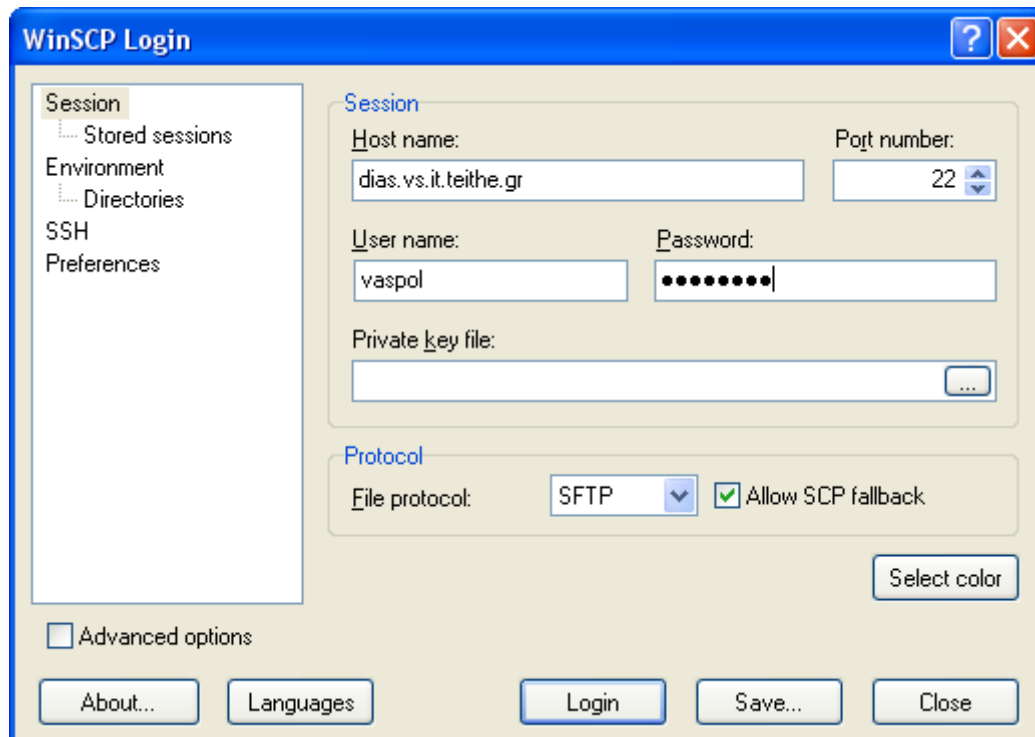 WinSCP Login
Session
Stored sessions
Environment
Directories
SSH
Preferences
Session
Host name:
Port number:
dias.vs.it.teithe.gr
22
User name:
Password:
vaspol
●●●●●●●●
Private key file:
...
Protocol
File protocol:
SFTP
Allow SCP fallback
Select color
Advanced options
About...
Languages
Login
Save...
Close